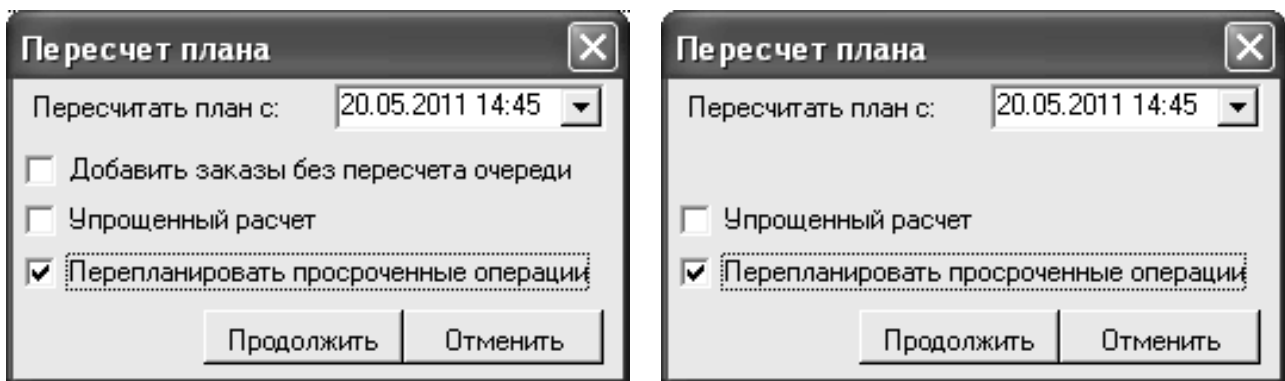 Пересчет плана
Пересчитать план с: 20.05.2011 14:45
Добавить заказы без пересчета очереди
Упрощенный расчет
Перепланировать просроченные операции
Продолжить Отменить
Пересчет плана
Пересчитать план с: 20.05.2011 14:45
Упрощенный расчет
Перепланировать просроченные операции
Продолжить Отменить